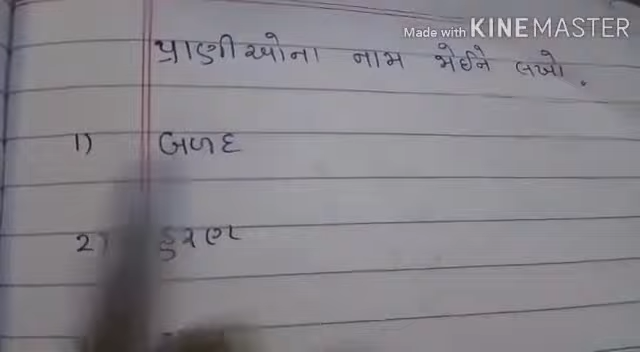 Made with KINEMASTER
પ્રાણીઓના નામ જોઈને લખો.
1) બળદ
2) હરણ